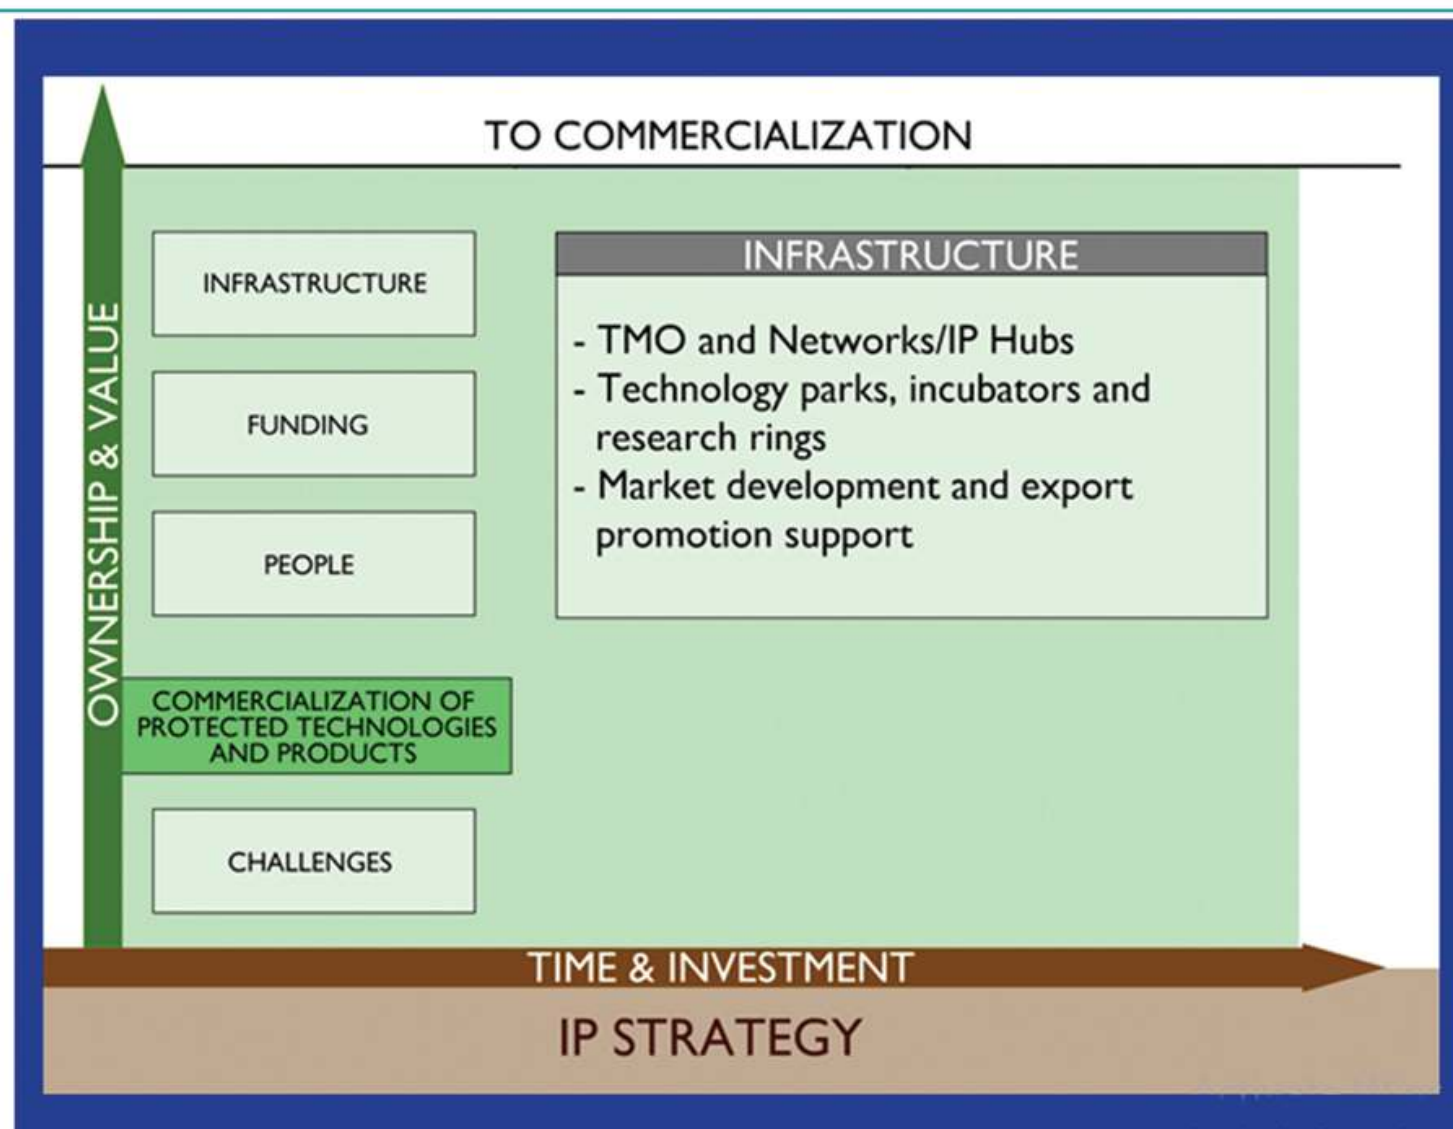 TO COMMERCIALIZATION
OWNERSHIP & VALUE
INFRASTRUCTURE
FUNDING
PEOPLE
COMMERCIALIZATION OF
PROTECTED TECHNOLOGIES
AND PRODUCTS
CHALLENGES
INFRASTRUCTURE
- TMO and Networks/IP Hubs
- Technology parks, incubators and
research rings
- Market development and export
promotion support
TIME & INVESTMENT
IP STRATEGY